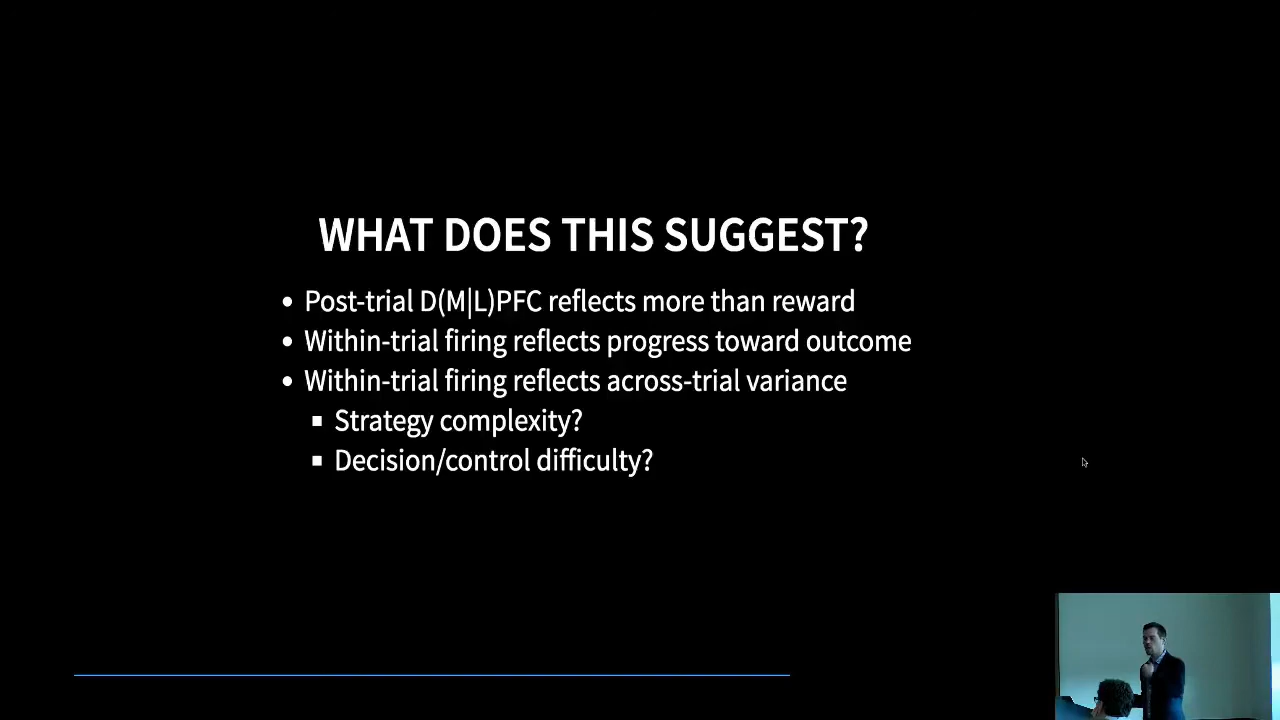 WHAT DOES THIS SUGGEST?
• Post-trial D(M|L)PFC reflects more than reward
• Within-trial firing reflects progress toward outcome
• Within-trial firing reflects across-trial variance
▪ Strategy complexity?
▪ Decision/control difficulty?